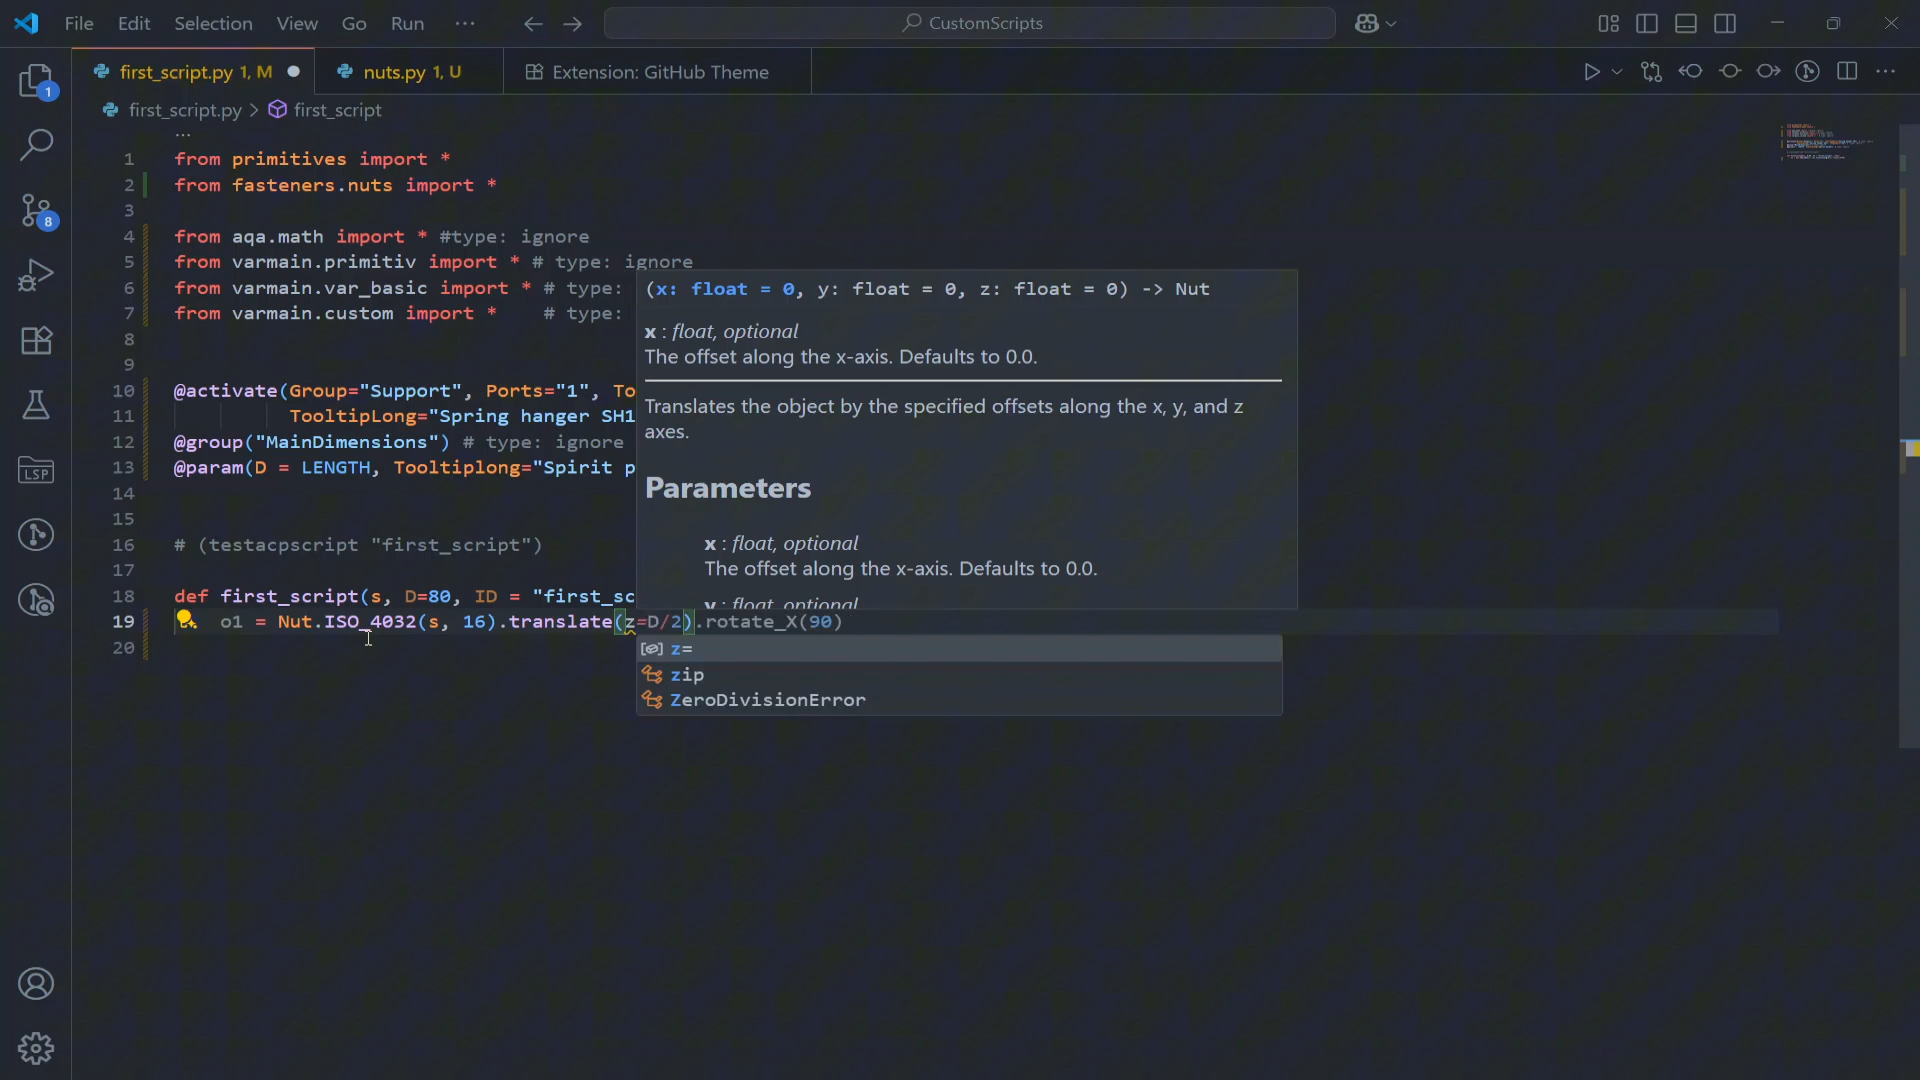 File Edit Selection View Go Run ··· CustomScripts
first_script.py 1, M nuts.py 1, U Extension: GitHub Theme
first_script.py > first_script
...
1 from primitives import *
2 from fasteners.nuts import *
3
4 from aqa.math import * #type: ignore
5 from varmain.primitiv import * # type: ignore
6 from varmain.var_basic import * # type:
7 from varmain.custom import * # type:
8
9
10 @activate(Group="Support", Ports="1", To
11 TooltipLong="Spring hanger SH1
12 @group("MainDimensions") # type: ignore
13 @param(D = LENGTH, Tooltiplong="Spirit p
14
15
16 # (testacpscript "first_script")
17
18 def first_script(s, D=80, ID = "first_sc
19 o1 = Nut.ISO_4032(s, 16).translate(z=D/2).rotate_X(90)
20
(x: float = 0, y: float = 0, z: float = 0) -> Nut
x : float, optional
The offset along the x-axis. Defaults to 0.0.
Translates the object by the specified offsets along the x, y, and z
axes.
Parameters
x : float, optional
The offset along the x-axis. Defaults to 0.0.
y : float, optional
z=
zip
ZeroDivisionError
1
8
LSP